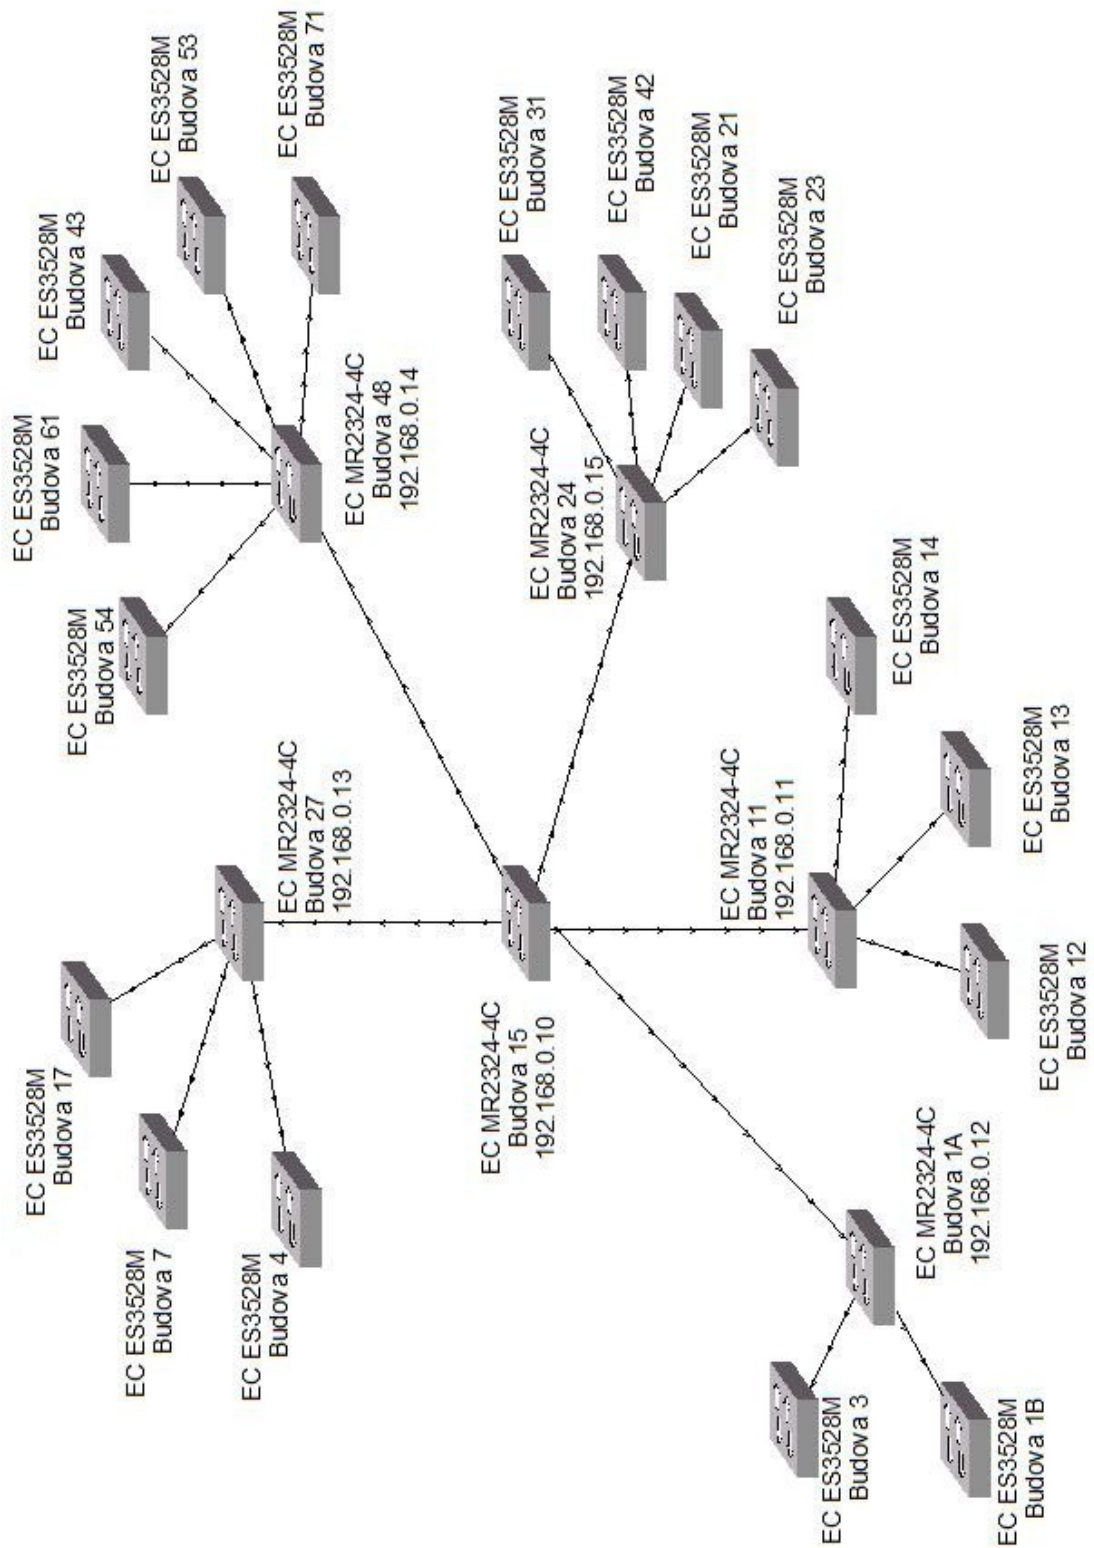 EC ES3528M
Budova 3
EC ES3528M
Budova 1B
EC MR2324-4C
Budova 1A
192.168.0.12
EC ES3528M
Budova 7
EC ES3528M
Budova 4
EC ES3528M
Budova 17
EC MR2324-4C
Budova 15
192.168.0.10
EC ES3528M
Budova 12
EC MR2324-4C
Budova 27
192.168.0.13
EC MR2324-4C
Budova 11
192.168.0.11
EC ES3528M
Budova 13
EC ES3528M
Budova 54
EC ES3528M
Budova 14
EC ES3528M
Budova 61
EC MR2324-4C
Budova 48
192.168.0.14
EC MR2324-4C
Budova 24
192.168.0.15
EC ES3528M
Budova 43
EC ES3528M
Budova 53
EC ES3528M
Budova 71
EC ES3528M
Budova 31
EC ES3528M
Budova 42
EC ES3528M
Budova 21
EC ES3528M
Budova 23